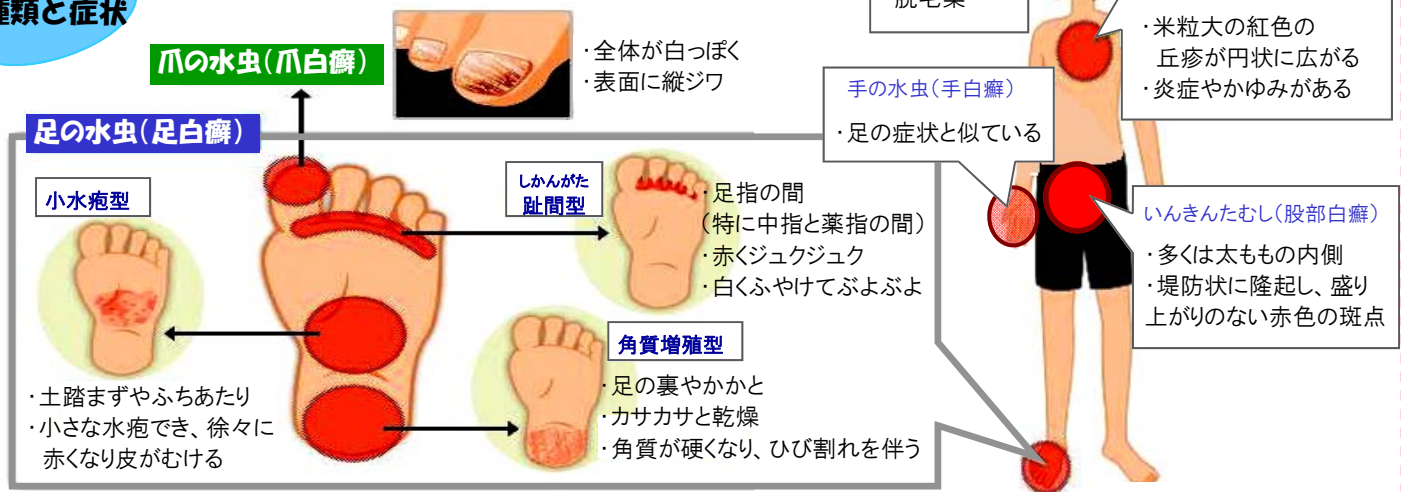 種類と症状
爪の水虫(爪白癬)
・全体が白っぽく
・表面に縦ジワ
足の水虫(足白癬)
小水疱型
・土踏まずやふちあたり
・小さな水疱でき、徐々に
赤くなり皮がむける
しかんがた
趾間型
・足指の間
(特に中指と薬指の間)
・赤くジュクジュク
・白くふやけてぶよぶよ
角質増殖型
・足の裏やかかと
・カサカサと乾燥
・角質が硬くなり、ひび割れを伴う
手の水虫(手白癬)
・足の症状と似ている
・米粒大の紅色の
丘疹が円状に広がる
・炎症やかゆみがある
いんきんたむし(股部白癬)
・多くは太ももの内側
・堤防状に隆起し、盛り
上がりのない赤色の斑点